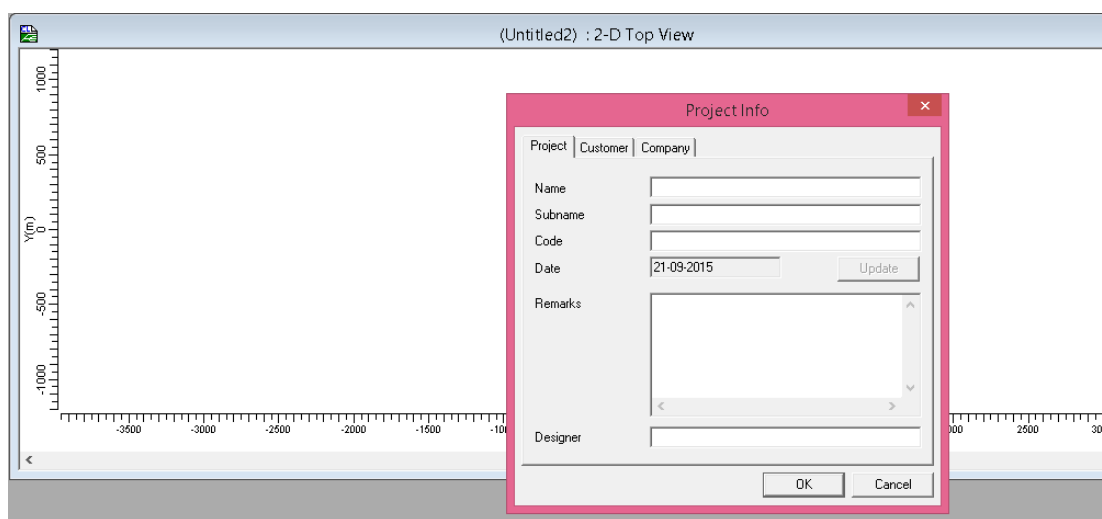 (Untitled2) : 2-D Top View
1000
500
0
-500
-1000
Y(m)
-3500 -3000 -2500 -2000 -1500 2500
Project Info
Project Customer Company
Name
Subname
Code
Date 21-09-2015 Update
Remarks
Designer
OK Cancel